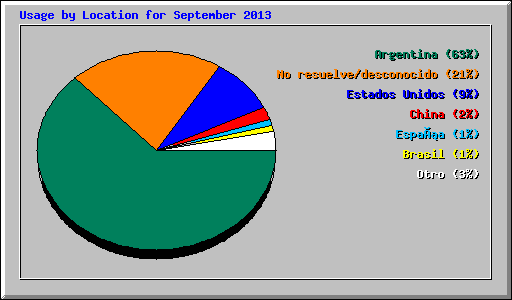 Usage by Location for September 2013
Argentina (63%)
No resuelve/desconocido (21%)
Estados Unidos (9%)
China (2%)
EspaÑąa (1%)
Brasil (1%)
Otro (3%)